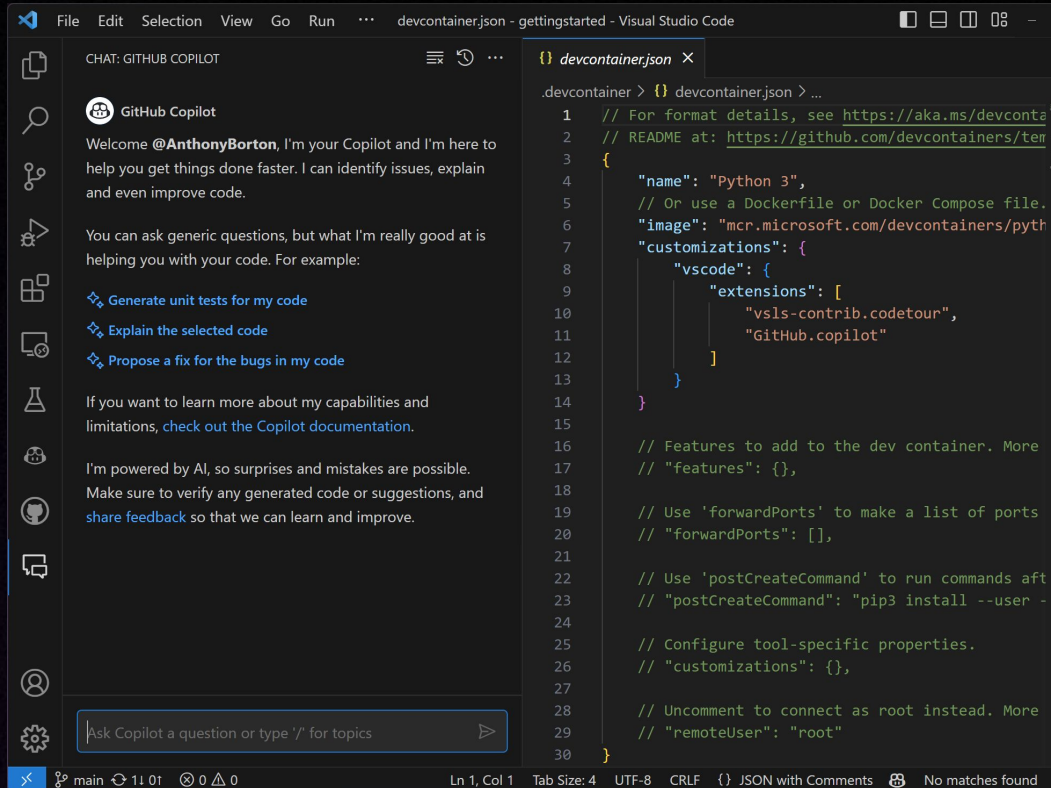 File Edit Selection View Go Run ··· devcontainer.json - gettingstarted - Visual Studio Code
CHAT: GITHUB COPILOT
GitHub Copilot
Welcome @AnthonyBorton, I'm your Copilot and I'm here to
help you get things done faster. I can identify issues, explain
and even improve code.
You can ask generic questions, but what I'm really good at is
helping you with your code. For example:
Generate unit tests for my code
Explain the selected code
Propose a fix for the bugs in my code
If you want to learn more about my capabilities and
limitations, check out the Copilot documentation.
I'm powered by AI, so surprises and mistakes are possible.
Make sure to verify any generated code or suggestions, and
share feedback so that we can learn and improve.
Ask Copilot a question or type '/' for topics
{} devcontainer.json
.devcontainer > {} devcontainer.json > ...
1 // For format details, see https://aka.ms/devconta
2 // README at: https://github.com/devcontainers/tem
3 {
4 "name": "Python 3",
5 // Or use a Dockerfile or Docker Compose file.
6 "image": "mcr.microsoft.com/devcontainers/pyth
7 "customizations": {
8 "vscode": {
9 "extensions": [
10 "vsls-contrib.codetour",
11 "GitHub.copilot"
12 ]
13 }
14 }
15
16 // Features to add to the dev container. More
17 // "features": {},
18
19 // Use 'forwardPorts' to make a list of ports
20 // "forwardPorts": [],
21
22 // Use 'postCreateCommand' to run commands aft
23 // "postCreateCommand": "pip3 install --user -
24
25 // Configure tool-specific properties.
26 // "customizations": {},
27
28 // Uncomment to connect as root instead. More
29 // "remoteUser": "root"
30 }
main 1↓ 0↑ 0 0 Ln 1, Col 1 Tab Size: 4 UTF-8 CRLF {} JSON with Comments No matches found